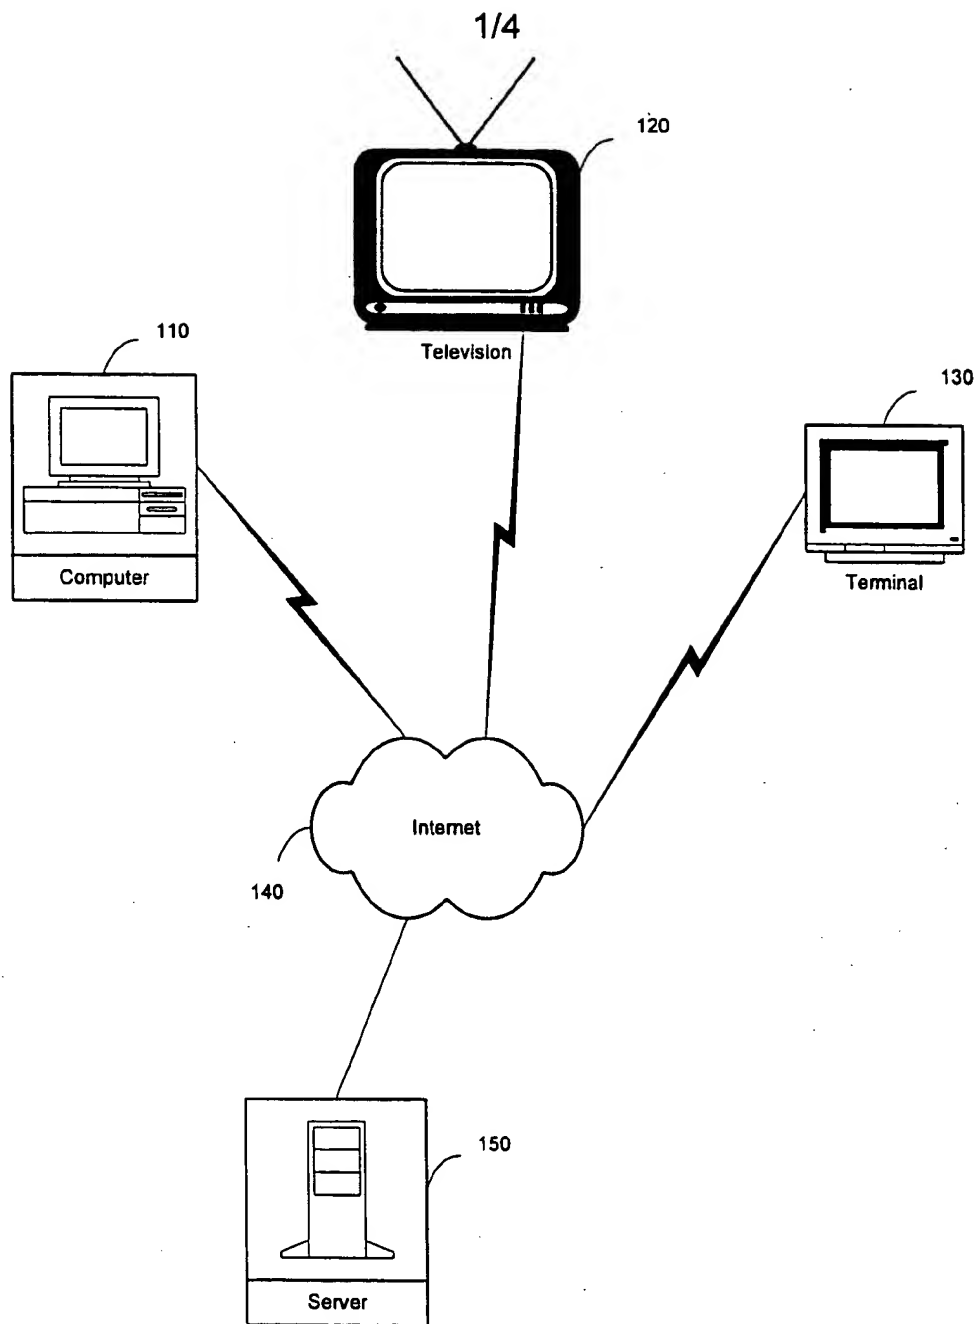 1/4
120
Television
110
130
Computer
Terminal
Internet
140
150
Server